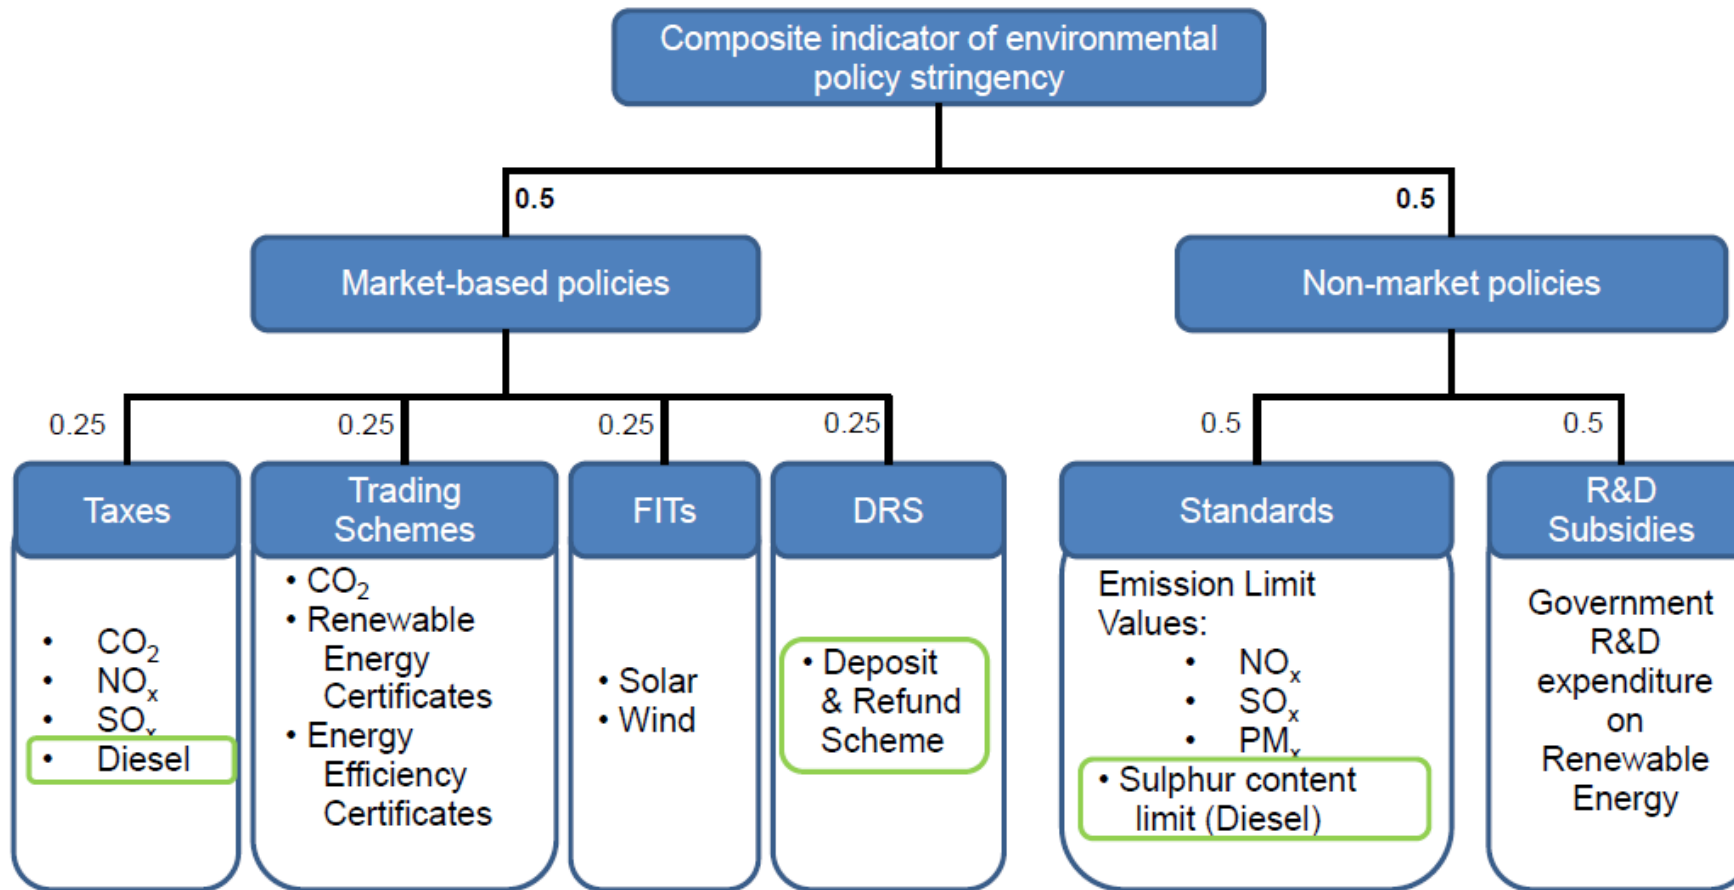 Composite indicator of environmental
policy stringency
0.5
0.5
Market-based policies
Non-market policies
0.25
0.25
0.25
0.25
0.5
0.5
Taxes
• CO₂
• NOₓ
• SOₓ
• Diesel
Trading
Schemes
• CO₂
• Renewable
Energy
Certificates
• Energy
Efficiency
Certificates
FITs
• Solar
• Wind
DRS
• Deposit
& Refund
Scheme
Standards
Emission Limit
Values:
• NOₓ
• SOₓ
• PMₓ
• Sulphur content
limit (Diesel)
R&D
Subsidies
Government
R&D
expenditure
on
Renewable
Energy